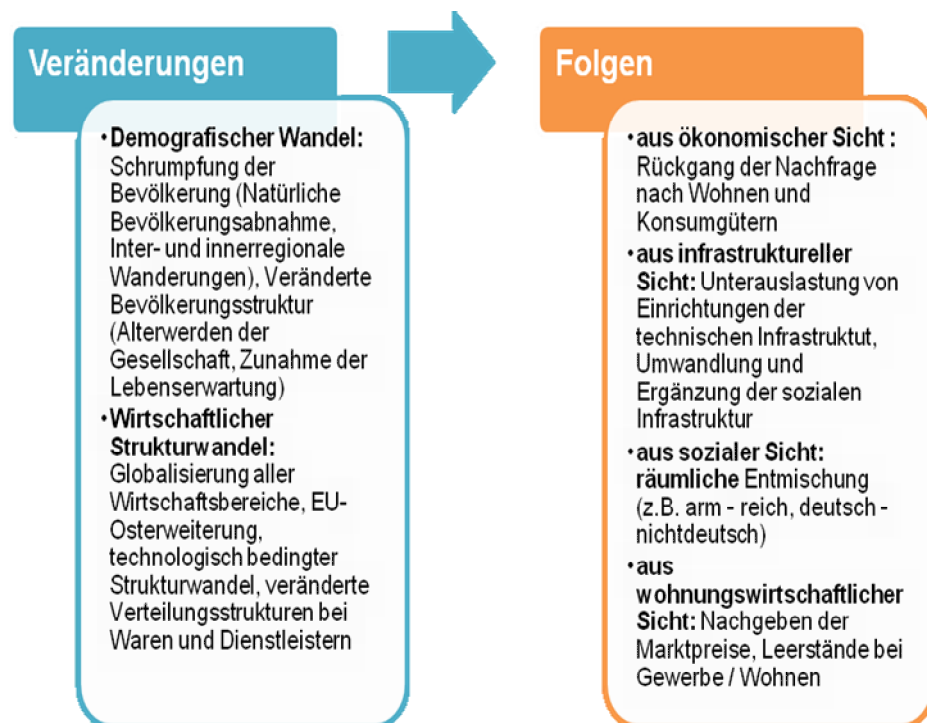 Veränderungen
• Demografischer Wandel:
Schrumpfung der
Bevölkerung (Natürliche
Bevölkerungsabnahme,
Inter- und innerregionale
Wanderungen), Veränderte
Bevölkerungsstruktur
(Alterwerden der
Gesellschaft, Zunahme der
Lebenserwartung)
• Wirtschaftlicher
Strukturwandel:
Globalisierung aller
Wirtschaftsbereiche, EU-
Osterweiterung,
technologisch bedingter
Strukturwandel, veränderte
Verteilungsstrukturen bei
Waren und Dienstleistern
Folgen
• aus ökonomischer Sicht :
Rückgang der Nachfrage
nach Wohnen und
Konsumgütern
• aus infrastruktureller
Sicht: Unterauslastung von
Einrichtungen der
technischen Infrastruktut,
Umwandlung und
Ergänzung der sozialen
Infrastruktur
• aus sozialer Sicht:
räumliche Entmischung
(z.B. arm - reich, deutsch -
nichtdeutsch)
• aus
wohnungswirtschaftlicher
Sicht: Nachgeben der
Marktpreise, Leerstände bei
Gewerbe / Wohnen